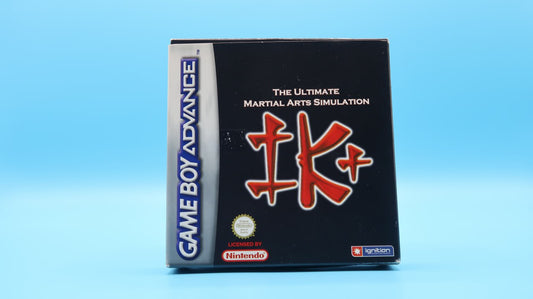 GAME BOY ADVANCE
THE ULTIMATE
MARTIAL ARTS SIMULATION
IK+
LICENSED BY
Nintendo
ignition